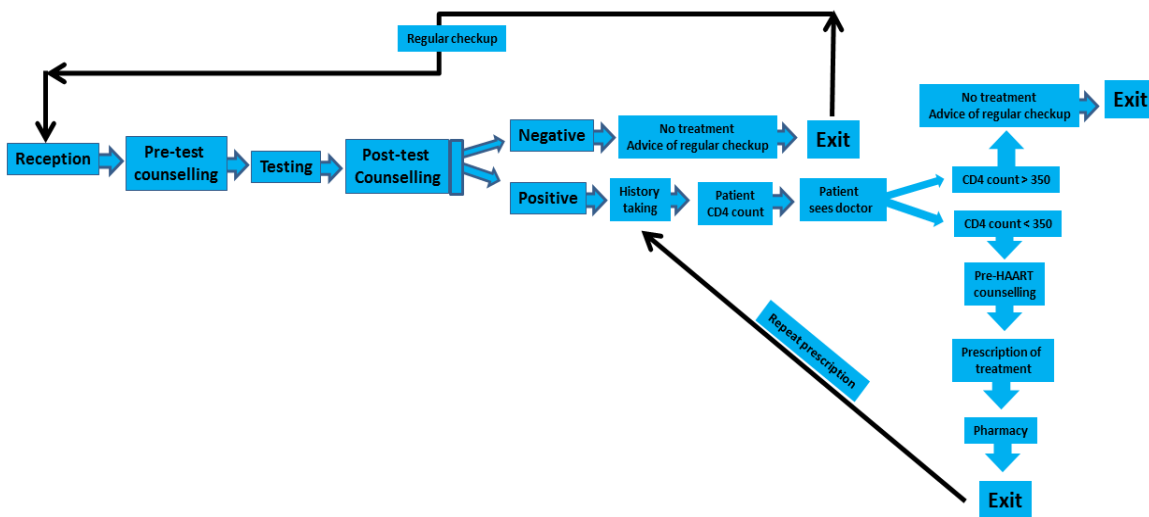 Regular checkup
Reception
Pre-test
counselling
Testing
Post-test
Counselling
Negative
No treatment
Advice of regular checkup
Exit
Positive
History
taking
Patient
CD4 count
Patient
sees doctor
CD4 count > 350
No treatment
Advice of regular checkup
Exit
CD4 count < 350
Pre-HAART
counselling
Prescription of
treatment
Pharmacy
Exit
Repeat prescription